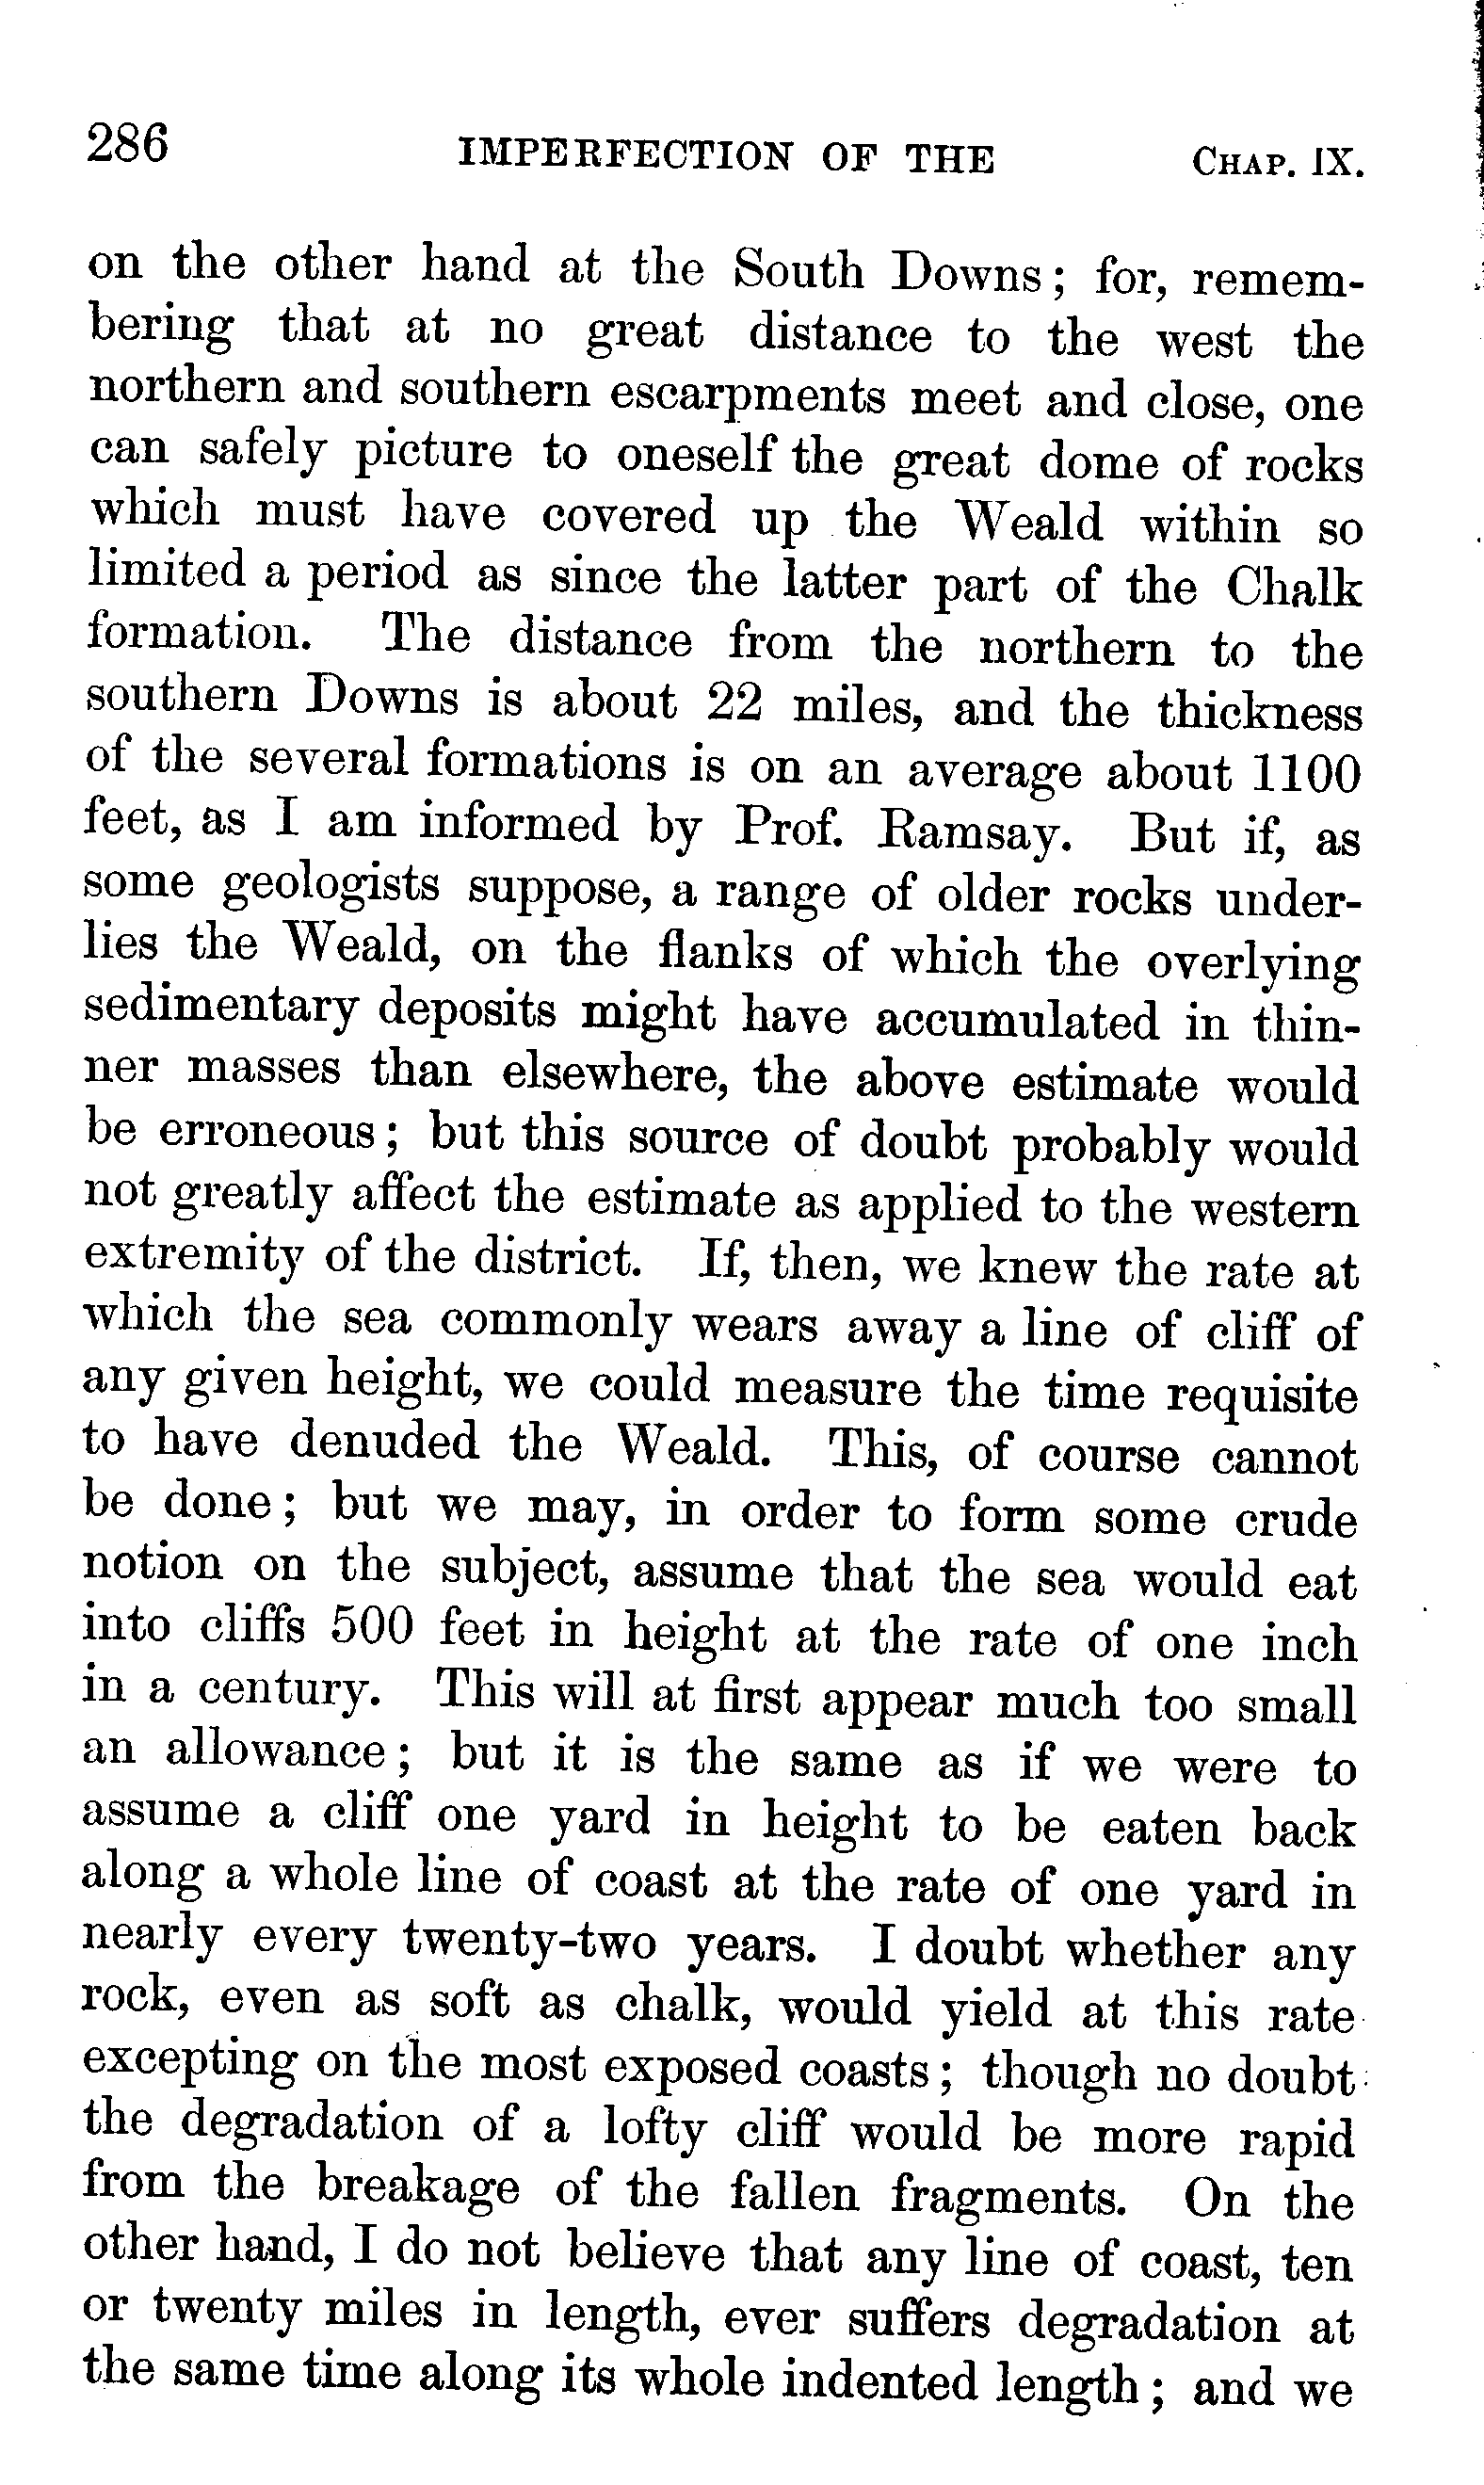 286 IMPERFECTION OF THE CHAP. IX.
on the other hand at the South Downs; for, remem-
bering that at no great distance to the west the
northern and southern escarpments meet and close, one
can safely picture to oneself the great dome of rocks
which must have covered up the Weald within so
limited a period as since the latter part of the Chalk
formation. The distance from the northern to the
southern Downs is about 22 miles, and the thickness
of the several formations is on an average about 1100
feet, as I am informed by Prof. Ramsay. But if, as
some geologists suppose, a range of older rocks under-
lies the Weald, on the flanks of which the overlying
sedimentary deposits might have accumulated in thin-
ner masses than elsewhere, the above estimate would
be erroneous; but this source of doubt probably would
not greatly affect the estimate as applied to the western
extremity of the district. If, then, we knew the rate at
which the sea commonly wears away a line of cliff of
any given height, we could measure the time requisite
to have denuded the Weald. This, of course cannot
be done; but we may, in order to form some crude
notion on the subject, assume that the sea would eat
into cliffs 500 feet in height at the rate of one inch
in a century. This will at first appear much too small
an allowance; but it is the same as if we were to
assume a cliff one yard in height to be eaten back
along a whole line of coast at the rate of one yard in
nearly every twenty-two years. I doubt whether any
rock, even as soft as chalk, would yield at this rate
excepting on the most exposed coasts; though no doubt
the degradation of a lofty cliff would be more rapid
from the breakage of the fallen fragments. On the
other hand, I do not believe that any line of coast, ten
or twenty miles in length, ever suffers degradation at
the same time along its whole indented length; and we